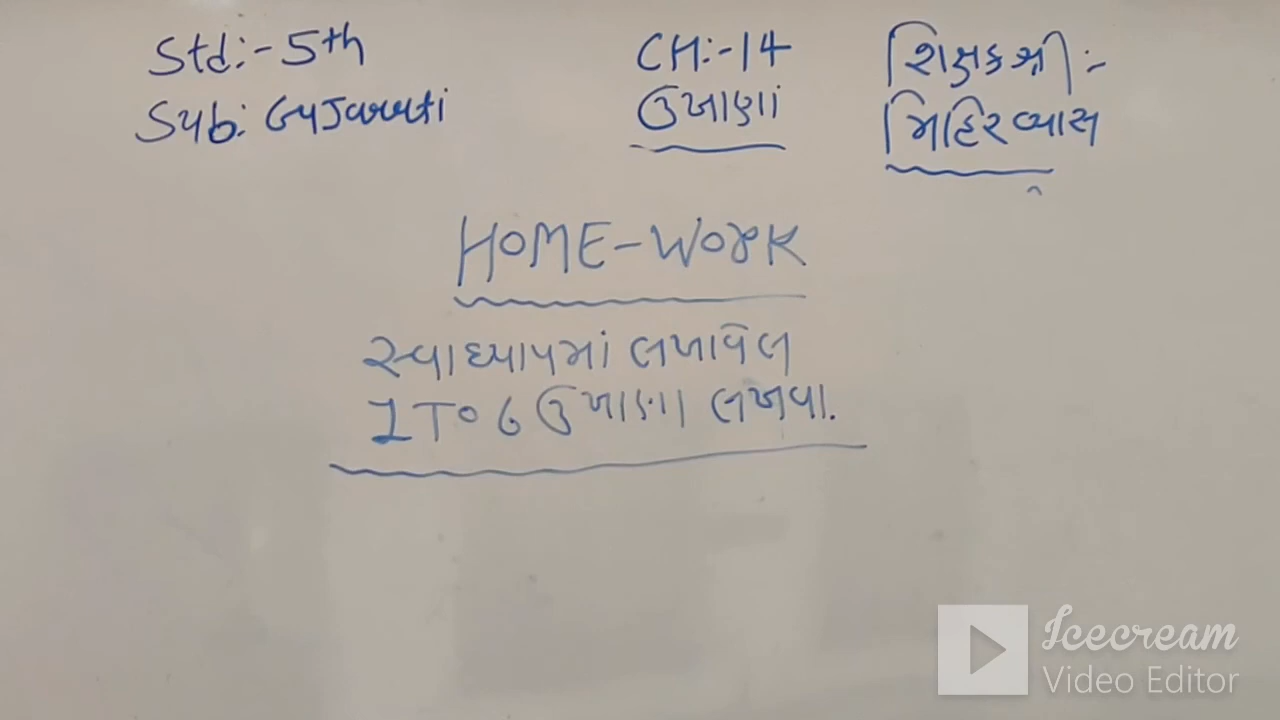 Std:- 5th
Sub: Gujarati
CH:-14
ઉખાણાં
શિક્ષકશ્રી:-
મિહિર વ્યાસ
HOME-WORK
સ્વાધ્યાયમાં લખાવેલ
1 TO 6 ઉખાણા લખવા.
Icecream
Video Editor